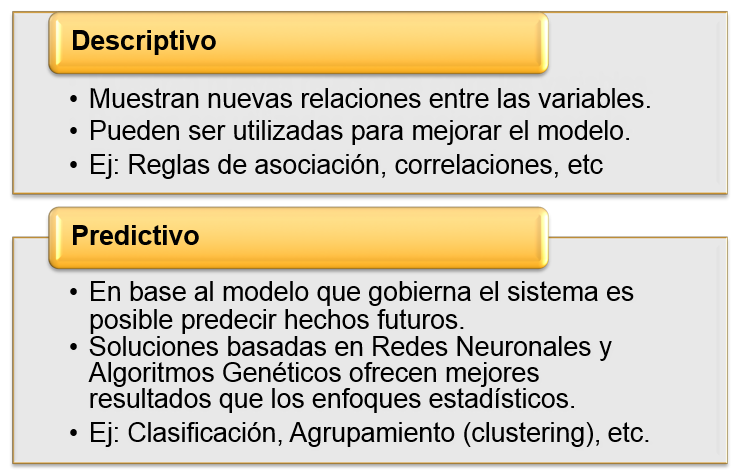 Descriptivo
• Muestran nuevas relaciones entre las variables.
• Pueden ser utilizadas para mejorar el modelo.
• Ej: Reglas de asociación, correlaciones, etc
Predictivo
• En base al modelo que gobierna el sistema es
posible predecir hechos futuros.
• Soluciones basadas en Redes Neuronales y
Algoritmos Genéticos ofrecen mejores
resultados que los enfoques estadísticos.
• Ej: Clasificación, Agrupamiento (clustering), etc.